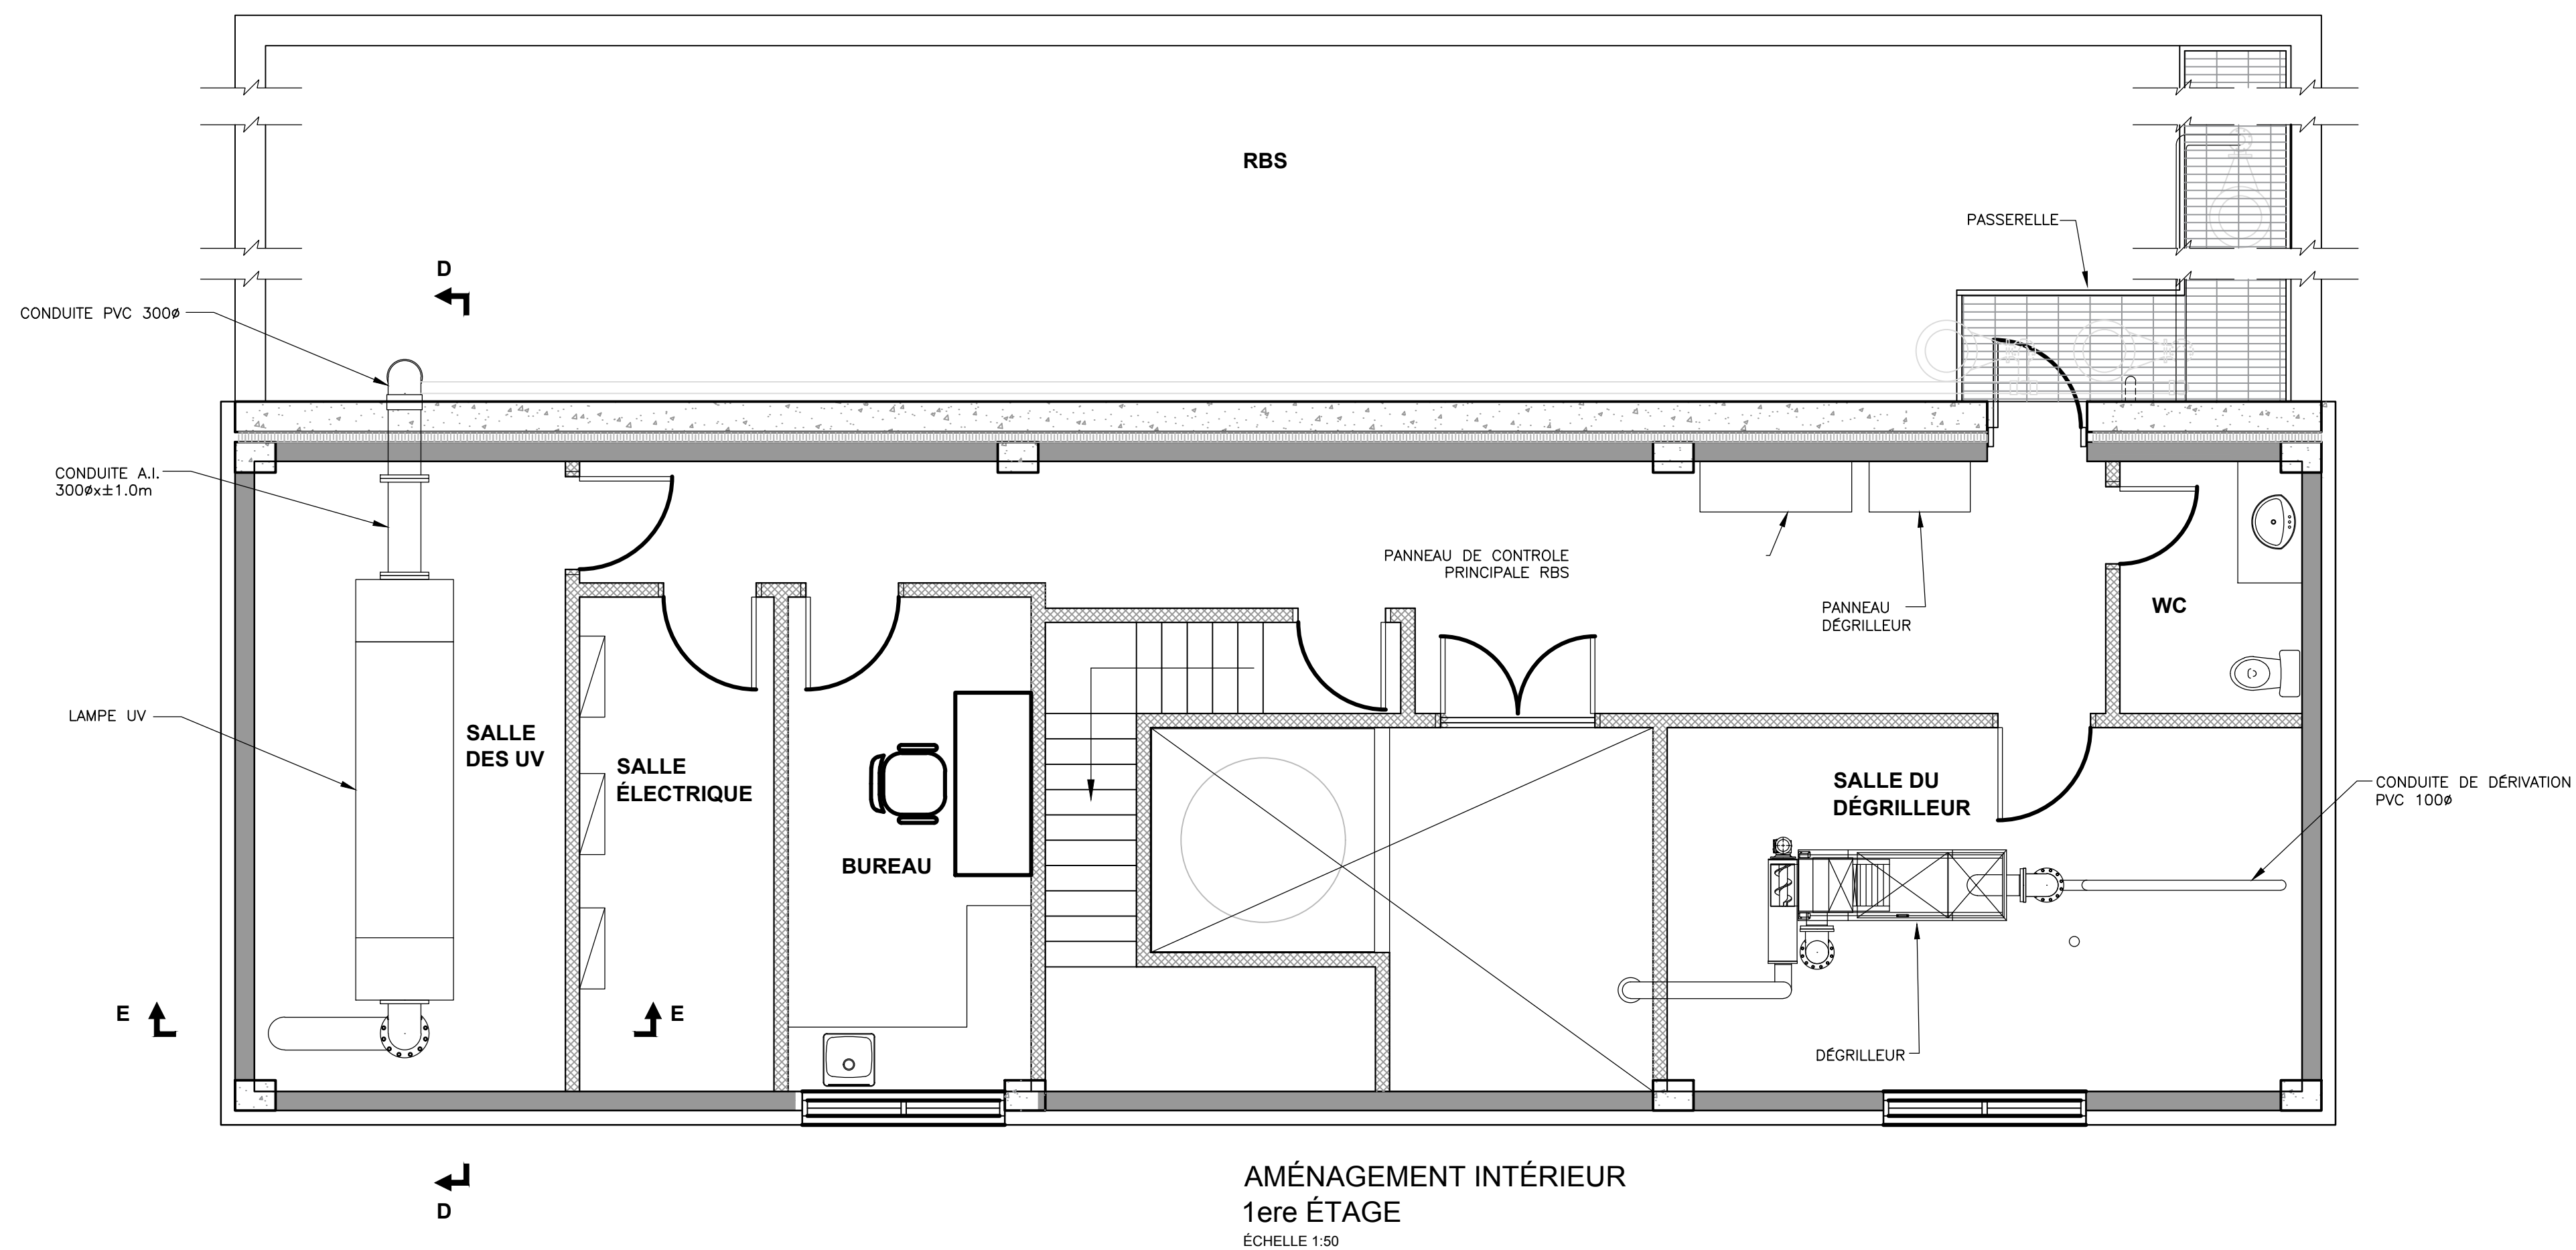 RBS
PASSERELLE
D
CONDUITE PVC 300ø
CONDUITE A.I.
300øx±1.0m
PANNEAU DE CONTROLE
PRINCIPALE RBS
PANNEAU
DÉGRILLEUR
WC
LAMPE UV
SALLE
DES UV
SALLE
ÉLECTRIQUE
BUREAU
SALLE DU
DÉGRILLEUR
CONDUITE DE DÉRIVATION
PVC 100ø
E
E
DÉGRILLEUR
D
AMÉNAGEMENT INTÉRIEUR
1ere ÉTAGE
ÉCHELLE 1:50